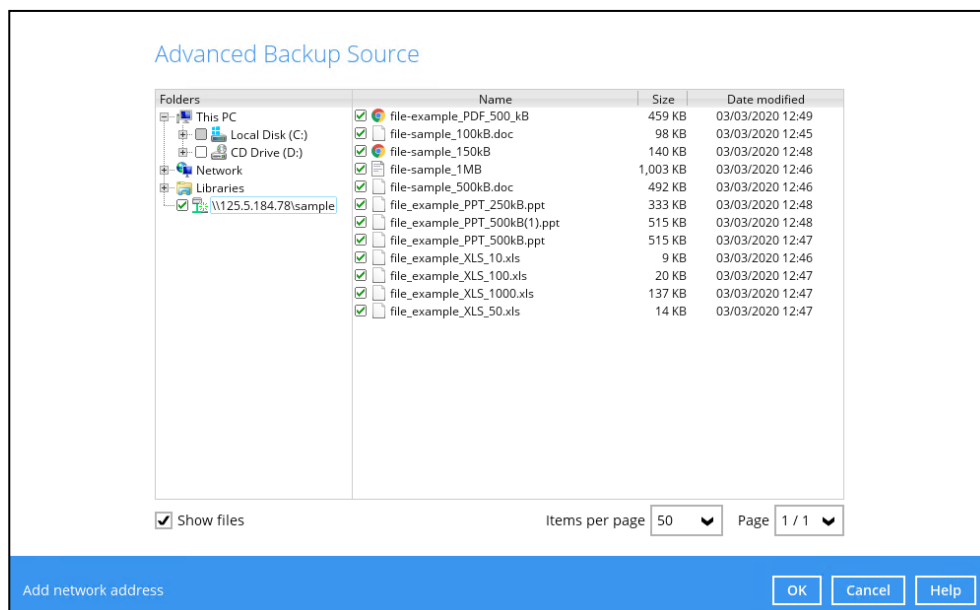 Advanced Backup Source
Folders
This PC
Local Disk (C:)
CD Drive (D:)
Network
Libraries
\\125.5.184.78\sample
Name Size Date modified
file-example_PDF_500_kB 459 KB 03/03/2020 12:49
file-sample_100kB.doc 98 KB 03/03/2020 12:45
file-sample_150kB 140 KB 03/03/2020 12:48
file-sample_1MB 1,003 KB 03/03/2020 12:46
file-sample_500kB.doc 492 KB 03/03/2020 12:46
file_example_PPT_250kB.ppt 333 KB 03/03/2020 12:48
file_example_PPT_500kB(1).ppt 515 KB 03/03/2020 12:48
file_example_PPT_500kB.ppt 515 KB 03/03/2020 12:47
file_example_XLS_10.xls 9 KB 03/03/2020 12:46
file_example_XLS_100.xls 20 KB 03/03/2020 12:47
file_example_XLS_1000.xls 137 KB 03/03/2020 12:47
file_example_XLS_50.xls 14 KB 03/03/2020 12:47
Show files Items per page 50 Page 1 / 1
Add network address OK Cancel Help